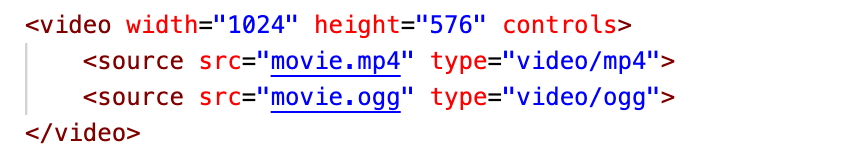 <video width="1024" height="576" controls>
<source src="movie.mp4" type="video/mp4">
<source src="movie.ogg" type="video/ogg">
</video>